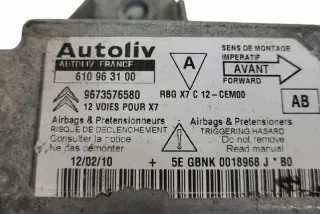 Autoliv
AUTOLIV FRANCE
610 96 31 00
A
SENS DE MONTAGE
IMPERATIF
AVANT
FORWARD
9673576580
RBG X7 C 12-CEM00
12 VOIES POUR X7
AB
Airbags & Pretensionneurs
RISQUE DE DECLENCHEMENT
Consulter la notice
Ne pas démonter
Airbags & Pretensioners
TRIGGERING HASARD
Do not remove
Read manual
12/02/10 + 5E GBNK 0018968 J * B0